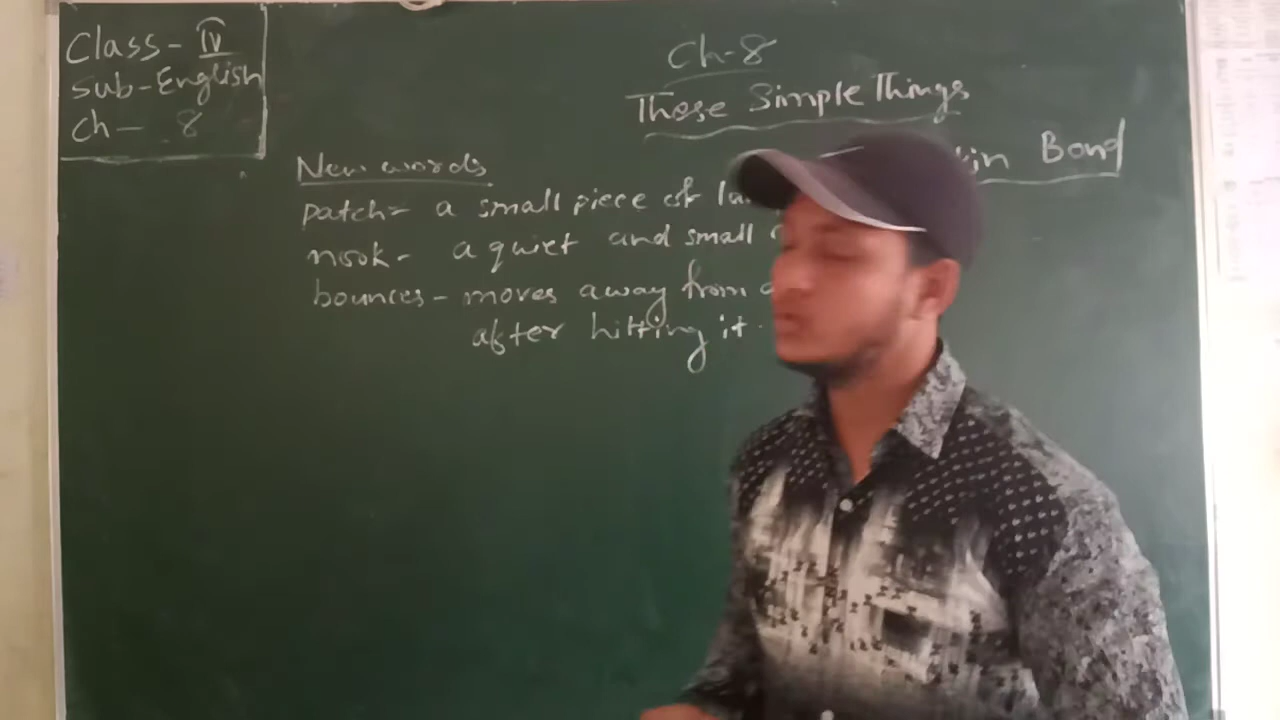 Class- IV
Sub-English
Ch- 8
Ch-8
These Simple Things
Bond
New words
patch- a small piece of
nook- a quiet and small
bounces- moves away from
after hitting it.